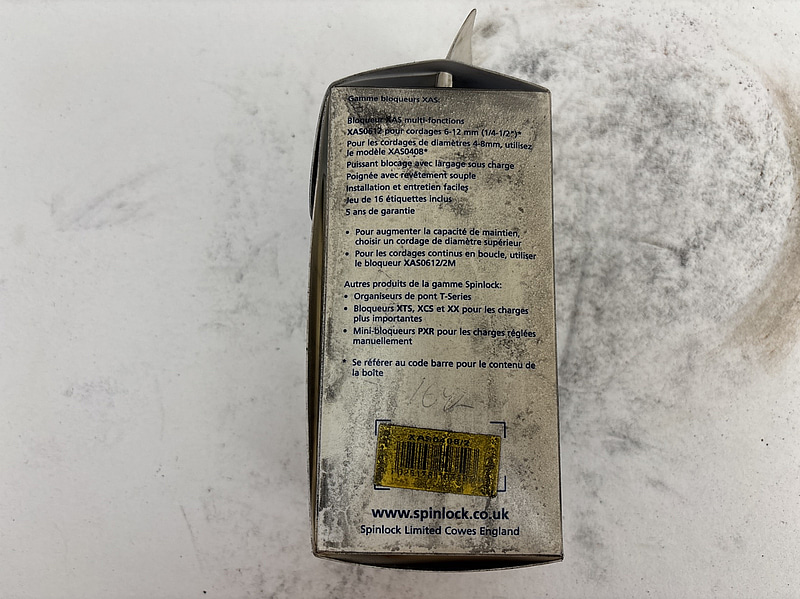 Gamme bloqueurs XAS:
Bloqueur XAS multi-fonctions
XAS0612 pour cordages 6-12 mm (1/4-1/2")*
Pour les cordages de diamètres 4-8mm, utilisez
le modèle XAS0408*
Puissant blocage avec largage sous charge
Poignée avec revêtement souple
Installation et entretien faciles
Jeu de 16 étiquettes inclus
5 ans de garantie
• Pour augmenter la capacité de maintien,
choisir un cordage de diamètre supérieur
• Pour les cordages continus en boucle, utiliser
le bloqueur XAS0612/2M
Autres produits de la gamme Spinlock:
• Organiseurs de pont T-Series
• Bloqueurs XTS, XCS et XX pour les charges
plus importantes
• Mini-bloqueurs PXR pour les charges réglées
manuellement
* Se référer au code barre pour le contenu de
la boîte
XAS0408/2
www.spinlock.co.uk
Spinlock Limited Cowes England